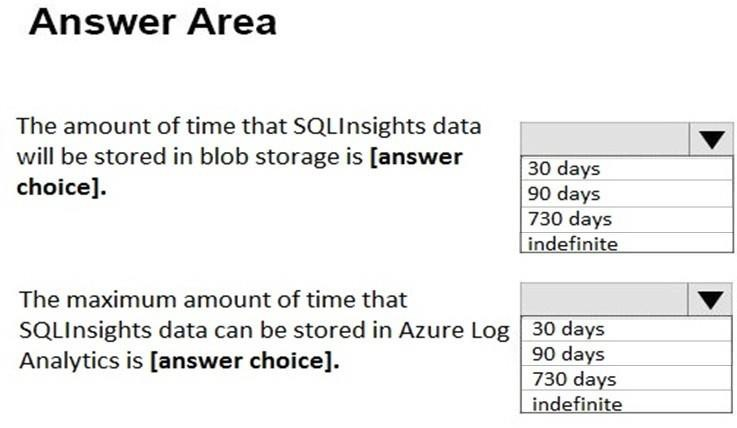 Answer Area
The amount of time that SQLInsights data
will be stored in blob storage is [answer
choice].
30 days
90 days
730 days
indefinite
The maximum amount of time that
SQLInsights data can be stored in Azure Log
Analytics is [answer choice].
30 days
90 days
730 days
indefinite